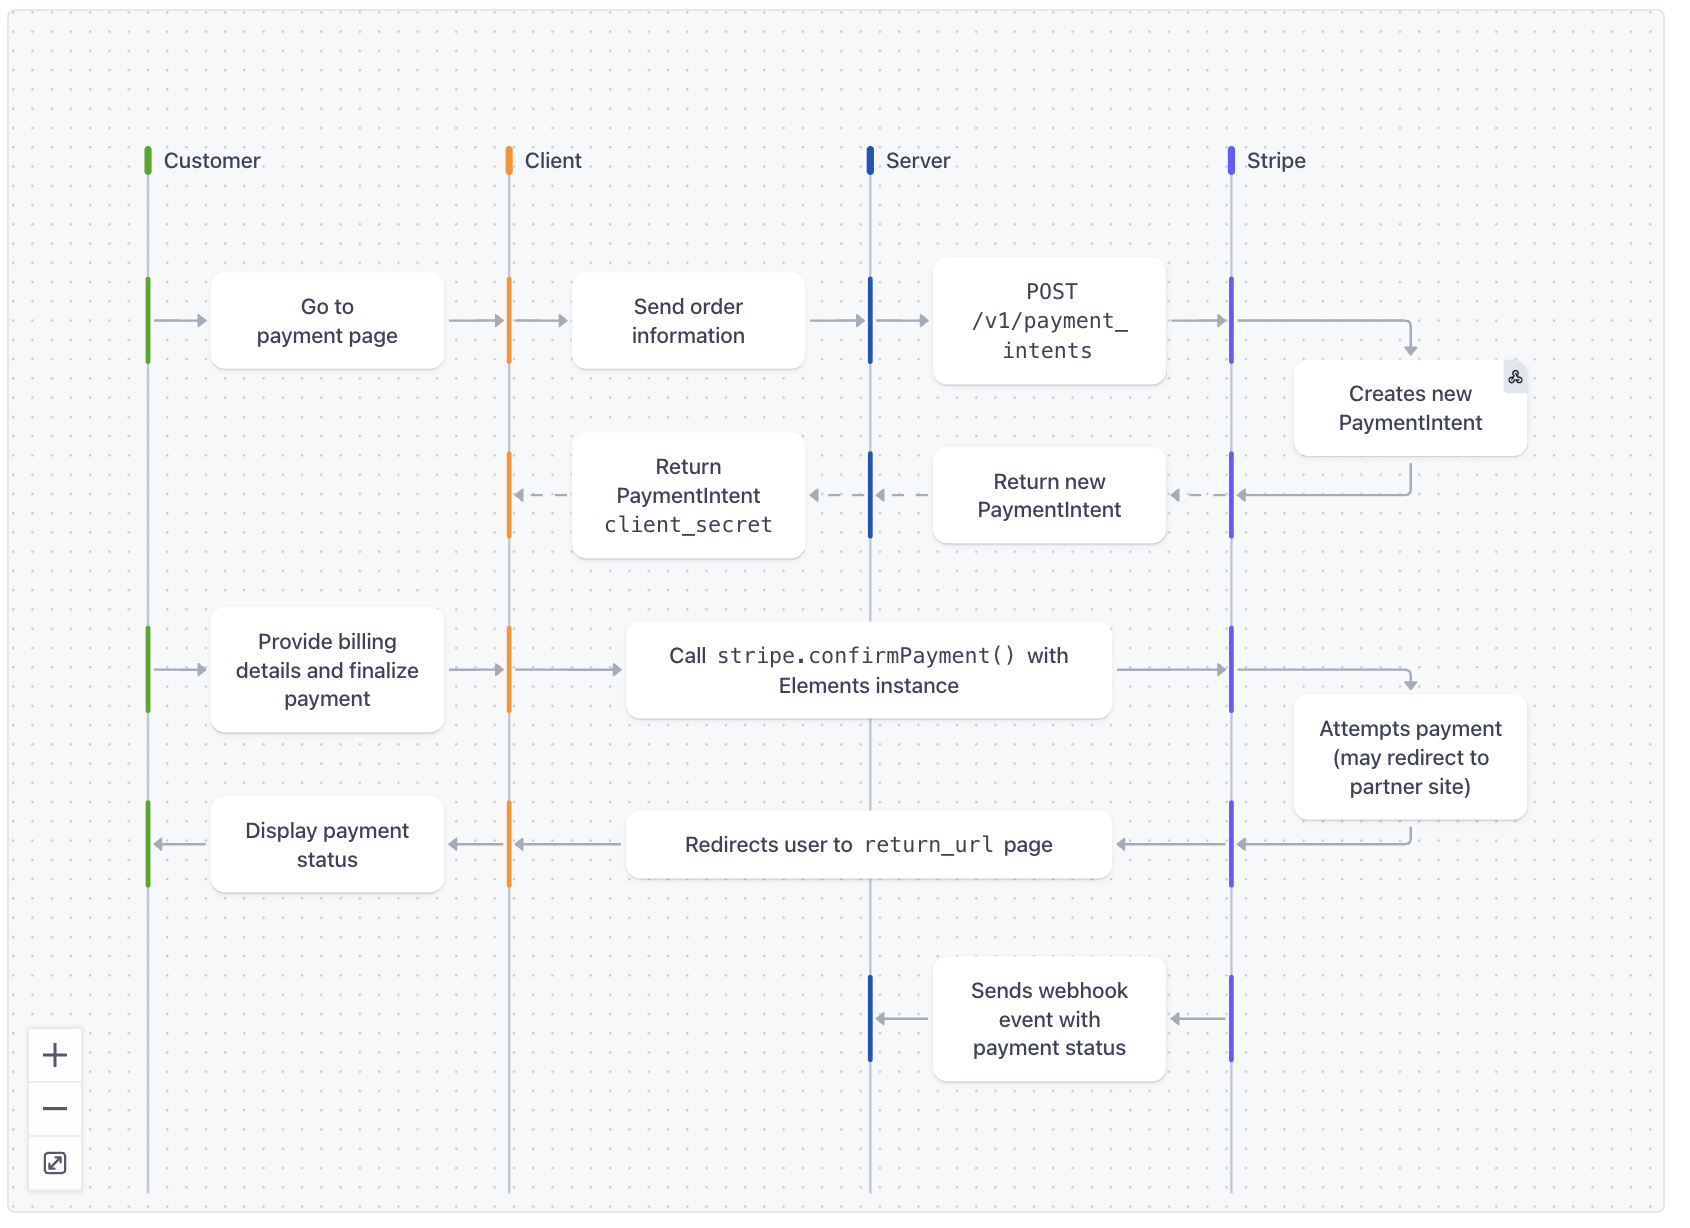 Customer
Client
Server
Stripe
Go to
payment page
Send order
information
POST
/v1/payment_
intents
Creates new
PaymentIntent
Return
PaymentIntent
client_secret
Return new
PaymentIntent
Provide billing
details and finalize
payment
Call stripe.confirmPayment() with
Elements instance
Attempts payment
(may redirect to
partner site)
Display payment
status
Redirects user to return_url page
Sends webhook
event with
payment status